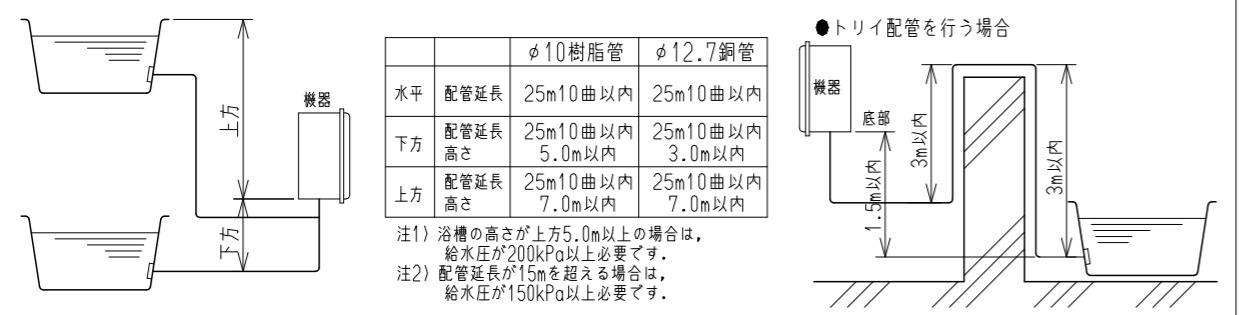 上方
下方
機器
φ10樹脂管 φ12.7銅管
水平 配管延長 25m10曲以内 25m10曲以内
下方 配管延長 25m10曲以内 25m10曲以内
高さ 5.0m以内 3.0m以内
上方 配管延長 25m10曲以内 25m10曲以内
高さ 7.0m以内 7.0m以内
注1) 浴槽の高さが上方5.0m以上の場合は,
給水圧が200kPa以上必要です.
注2) 配管延長が15mを超える場合は,
給水圧が150kPa以上必要です.
●トリイ配管を行う場合
機器
底部
1.5m以内
3m以内
3m以内